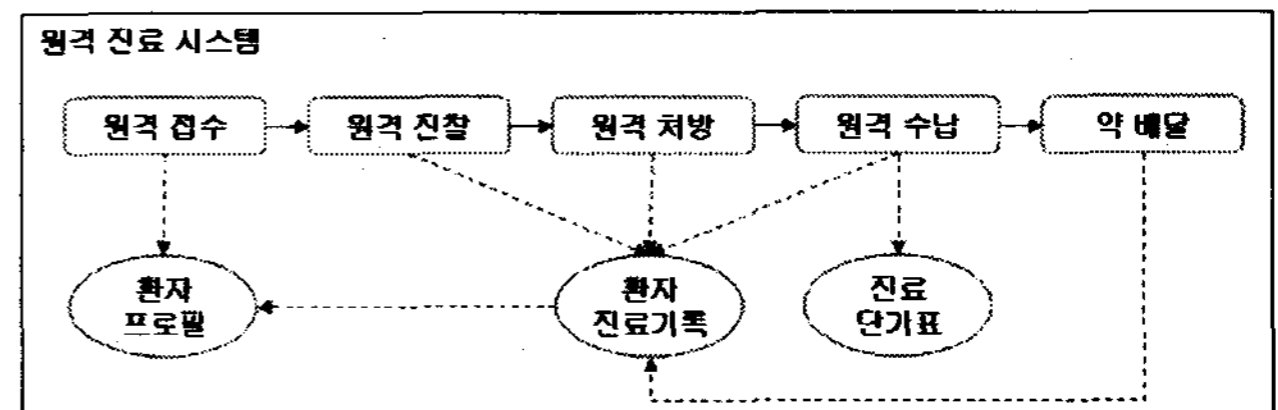 원격 진료 시스템
원격 접수
원격 진찰
원격 처방
원격 수납
약 배달
환자
프로필
환자
진료기록
진료
단가표